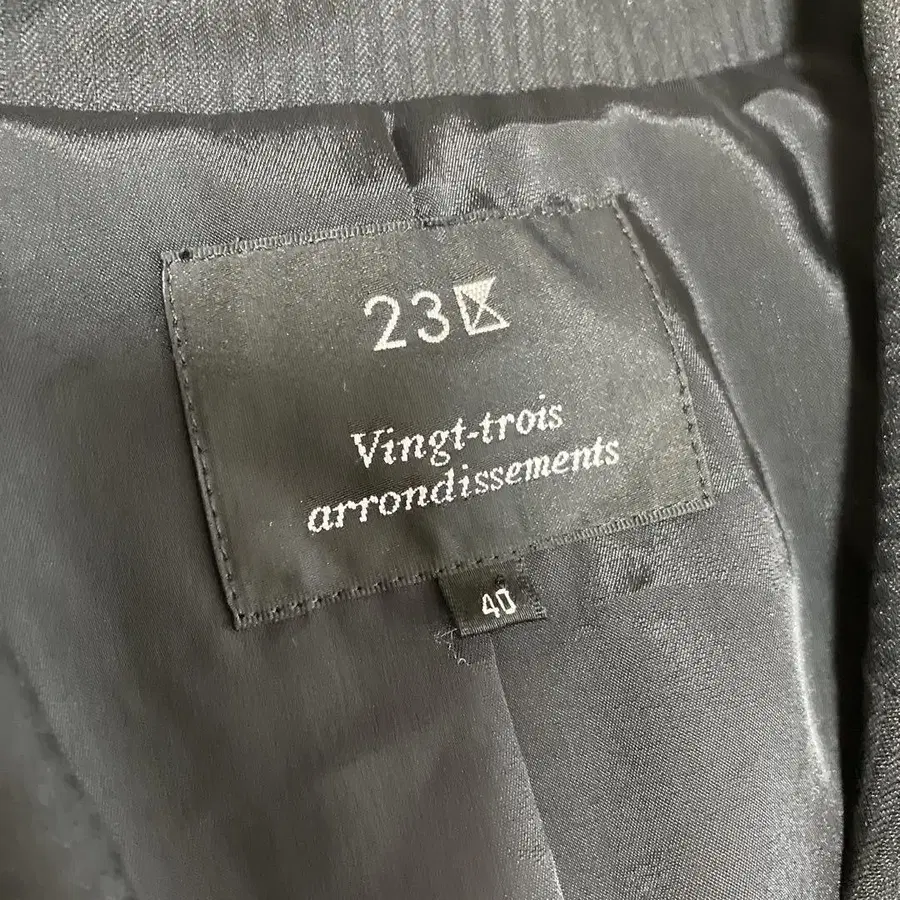 23区
Vingt-trois
arrondissements
40